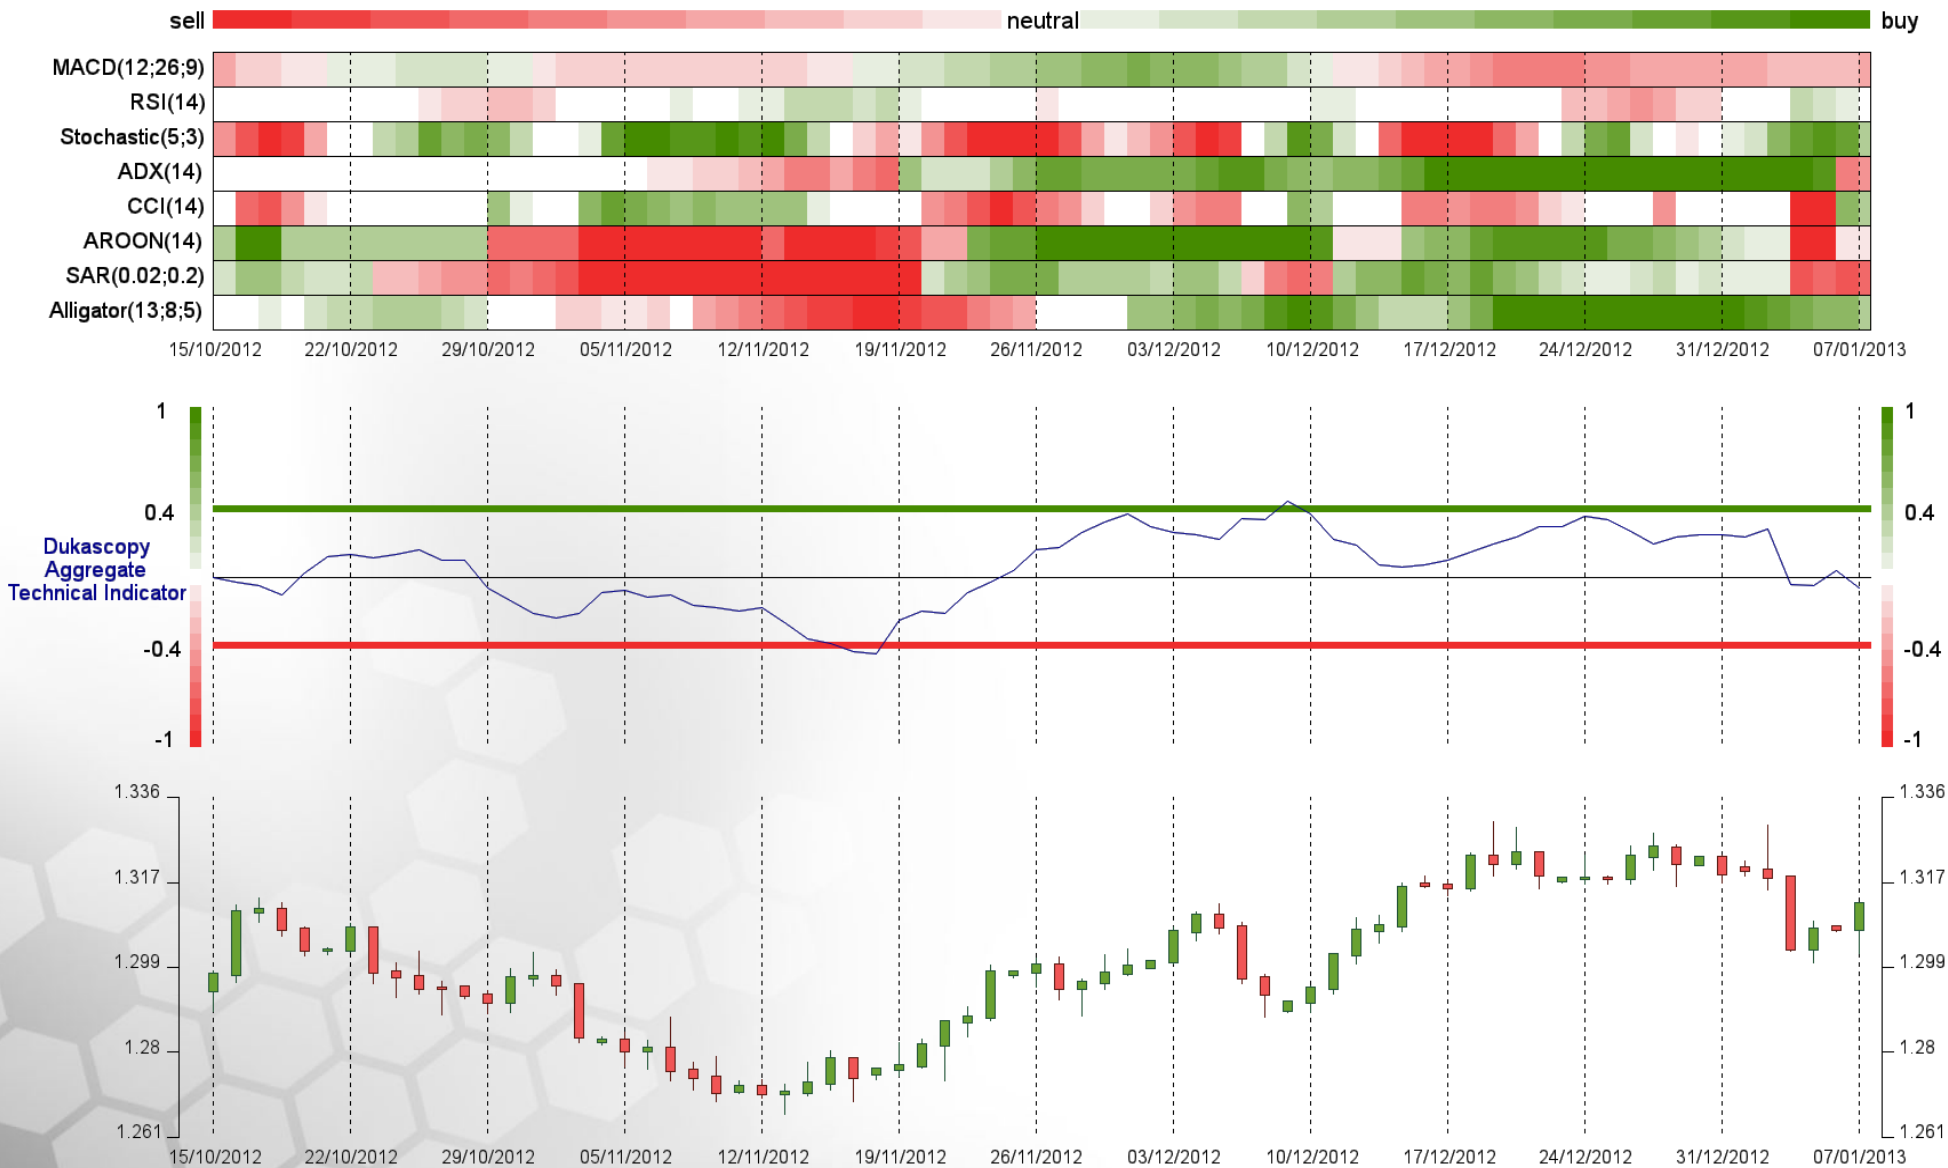 sell neutral buy
MACD(12;26;9)
RSI(14)
Stochastic(5;3)
ADX(14)
CCI(14)
AROON(14)
SAR(0.02;0.2)
Alligator(13;8;5)
15/10/2012 22/10/2012 29/10/2012 05/11/2012 12/11/2012 19/11/2012 26/11/2012 03/12/2012 10/12/2012 17/12/2012 24/12/2012 31/12/2012 07/01/2013
1 1
0.4 0.4
Dukascopy
Aggregate
Technical Indicator
-0.4 -0.4
-1 -1
1.336 1.336
1.317 1.317
1.299 1.299
1.28 1.28
1.261 1.261
15/10/2012 22/10/2012 29/10/2012 05/11/2012 12/11/2012 19/11/2012 26/11/2012 03/12/2012 10/12/2012 17/12/2012 24/12/2012 31/12/2012 07/01/2013